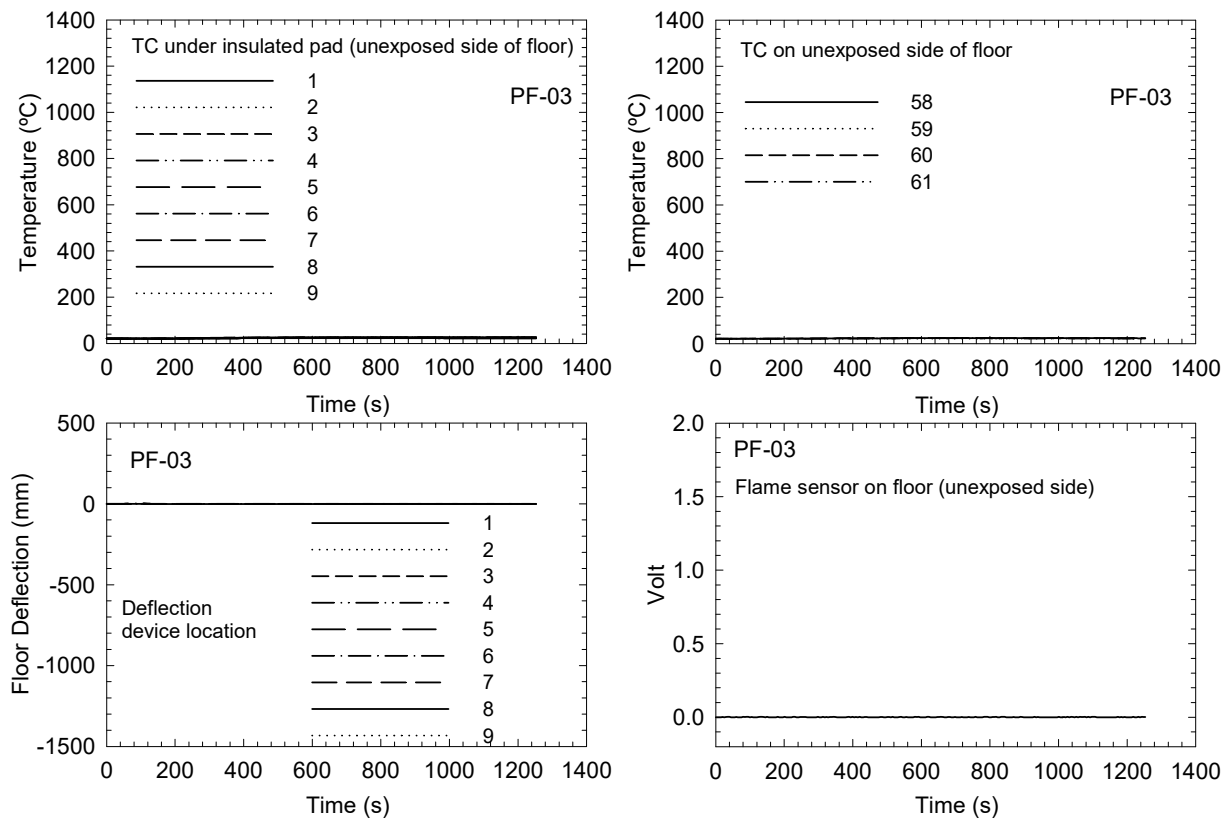 TC under insulated pad (unexposed side of floor)
PF-03
1
2
3
4
5
6
7
8
9
Temperature (ºC)
1400
1200
1000
800
600
400
200
0
0 200 400 600 800 1000 1200 1400
Time (s)
TC on unexposed side of floor
PF-03
58
59
60
61
Temperature (ºC)
1400
1200
1000
800
600
400
200
0
0 200 400 600 800 1000 1200 1400
Time (s)
PF-03
Deflection
device location
1
2
3
4
5
6
7
8
9
Floor Deflection (mm)
500
0
-500
-1000
-1500
0 200 400 600 800 1000 1200 1400
Time (s)
PF-03
Flame sensor on floor (unexposed side)
Volt
2.0
1.5
1.0
0.5
0.0
0 200 400 600 800 1000 1200 1400
Time (s)